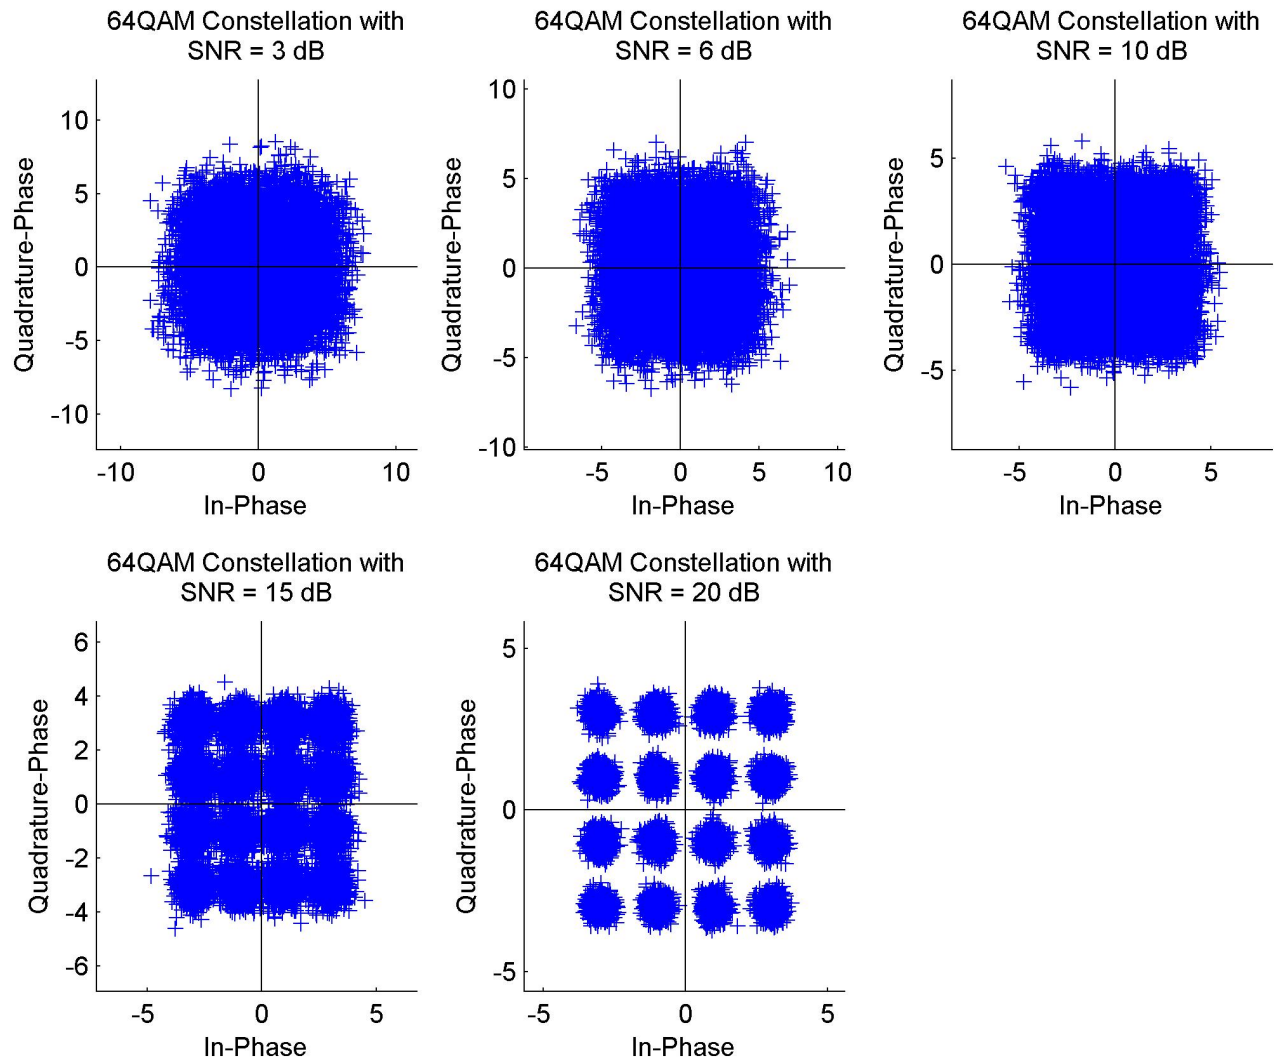 64QAM Constellation with
SNR = 3 dB
10
5
0
-5
-10
Quadrature-Phase
-10
0
10
In-Phase
64QAM Constellation with
SNR = 6 dB
10
5
0
-5
-10
Quadrature-Phase
-5
0
5
10
In-Phase
64QAM Constellation with
SNR = 10 dB
5
0
-5
Quadrature-Phase
-5
0
5
In-Phase
64QAM Constellation with
SNR = 15 dB
6
4
2
0
-2
-4
-6
Quadrature-Phase
-5
0
5
In-Phase
64QAM Constellation with
SNR = 20 dB
5
0
-5
Quadrature-Phase
-5
0
5
In-Phase